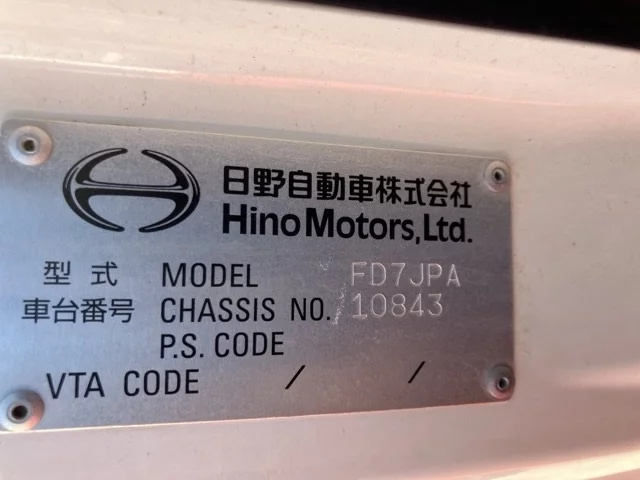 日野自動車株式会社
Hino Motors, Ltd.
型式 MODEL FD7JPA
車台番号 CHASSIS NO. 10843
P.S. CODE
VTA CODE / /